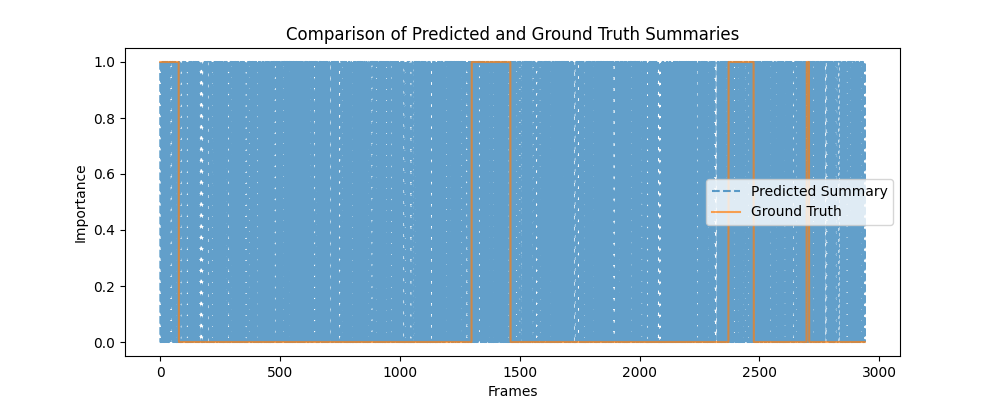 Comparison of Predicted and Ground Truth Summaries
1.0
0.8
0.6
0.4
0.2
0.0
Importance
Predicted Summary
Ground Truth
0 500 1000 1500 2000 2500 3000
Frames